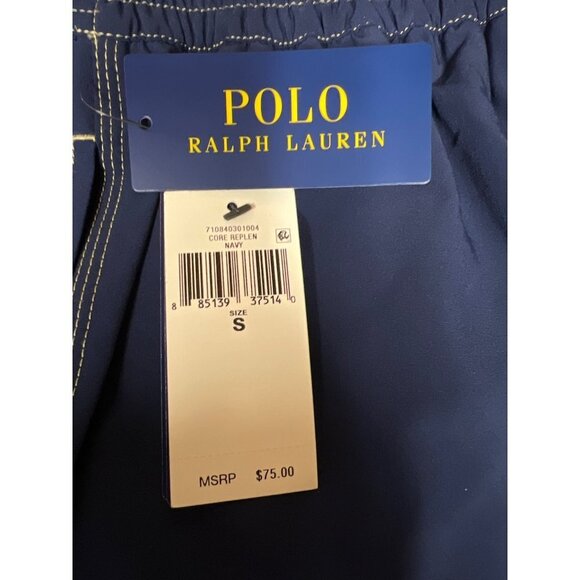 POLO
RALPH LAUREN
710840301004
CORE REPLEN
NAVY
8 85139 37514 0
SIZE
S
MSRP $75.00